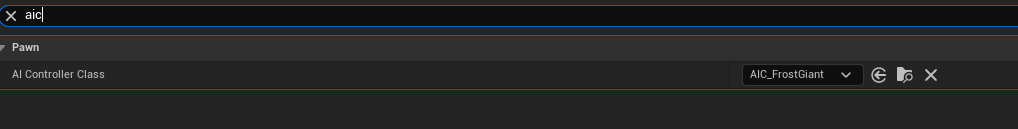 aic
Pawn
AI Controller Class AIC_FrostGiant